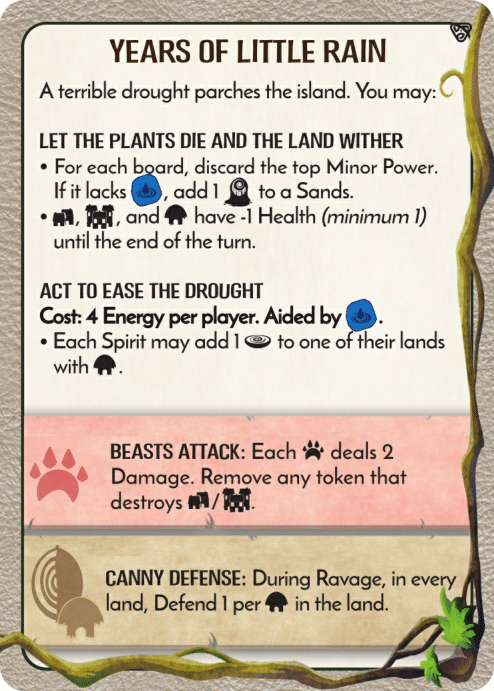 YEARS OF LITTLE RAIN
A terrible drought parches the island. You may:
LET THE PLANTS DIE AND THE LAND WITHER
• For each board, discard the top Minor Power.
If it lacks , add 1 to a Sands.
• , , and have -1 Health (minimum 1)
until the end of the turn.
ACT TO EASE THE DROUGHT
Cost: 4 Energy per player. Aided by .
• Each Spirit may add 1 to one of their lands
with .
BEASTS ATTACK: Each deals 2
Damage. Remove any token that
destroys / .
CANNY DEFENSE: During Ravage, in every
land, Defend 1 per in the land.